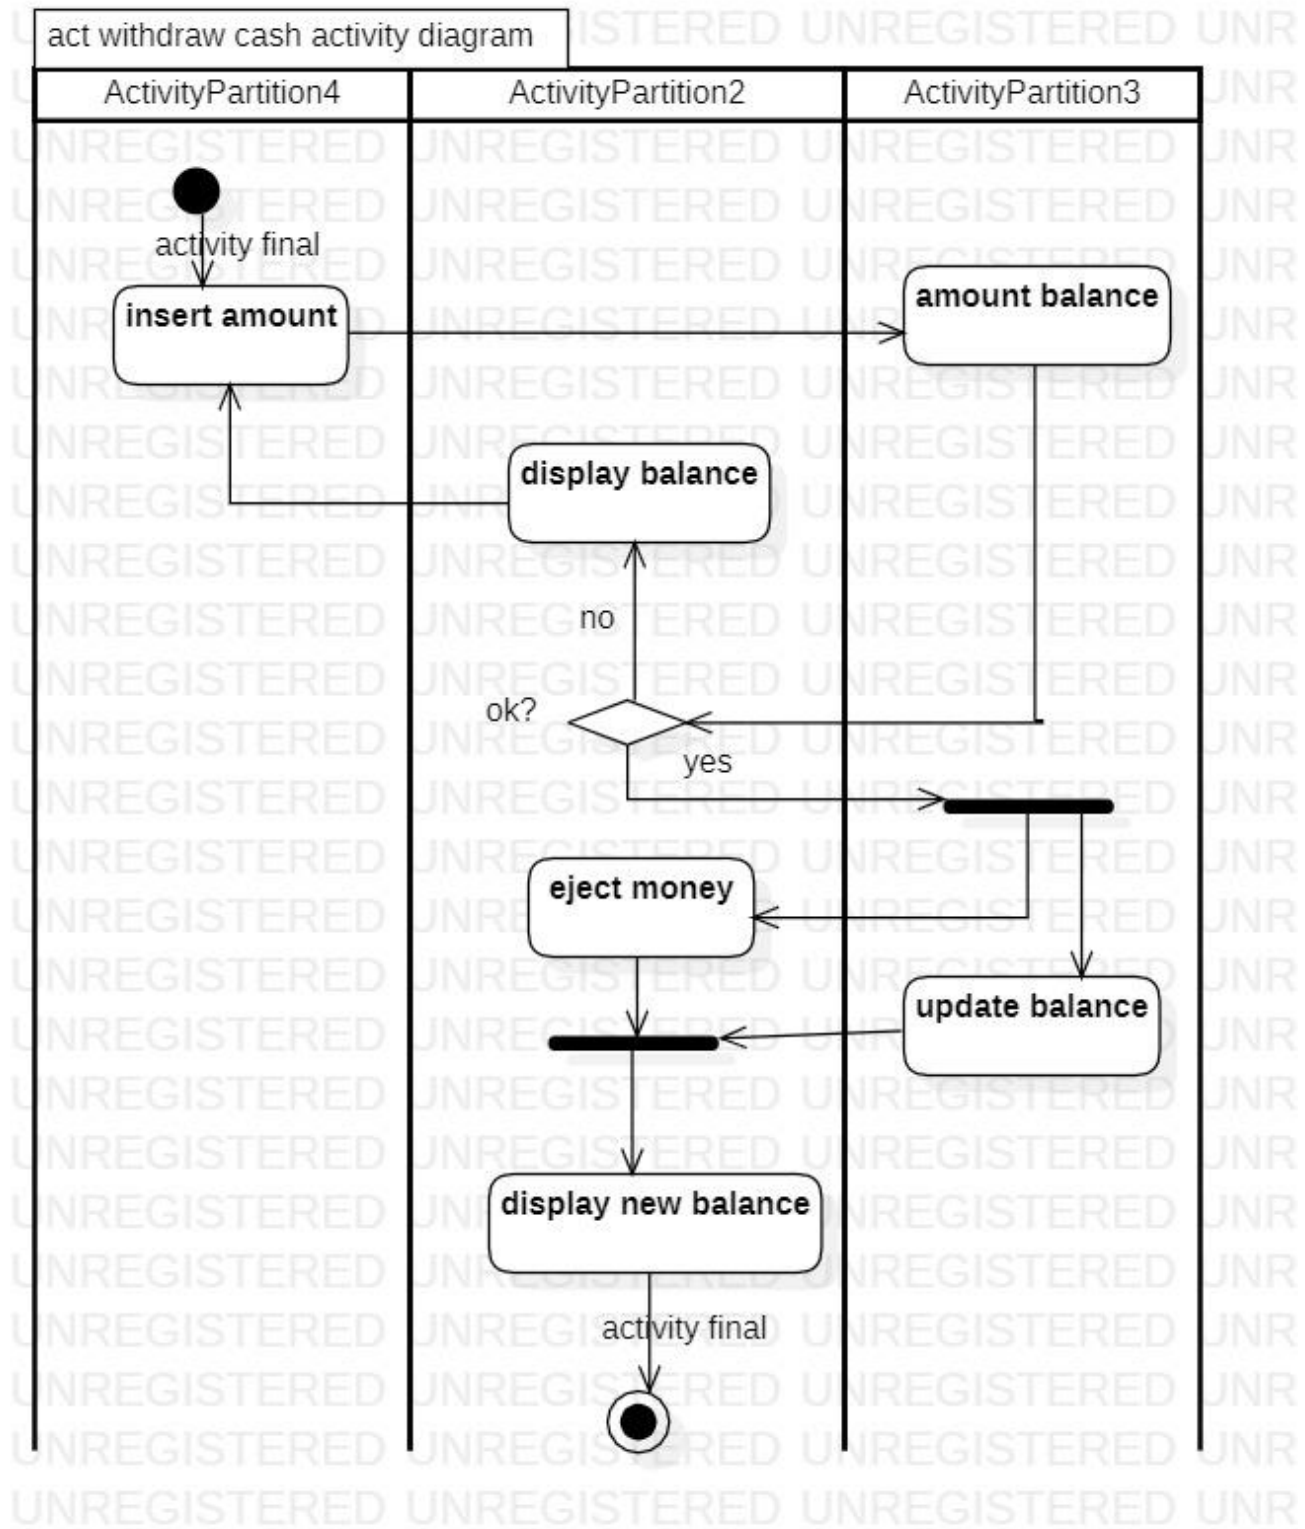 act withdraw cash activity diagram
ActivityPartition4
ActivityPartition2
ActivityPartition3
activity final
insert amount
amount balance
display balance
no
ok?
yes
eject money
update balance
display new balance
activity final
UNREGISTERED